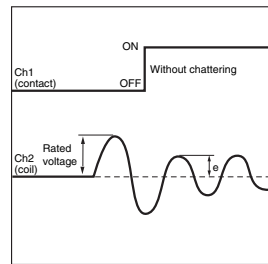 ON
Ch1
(contact)
OFF
Without chattering
Rated
voltage
Ch2
(coil)
e